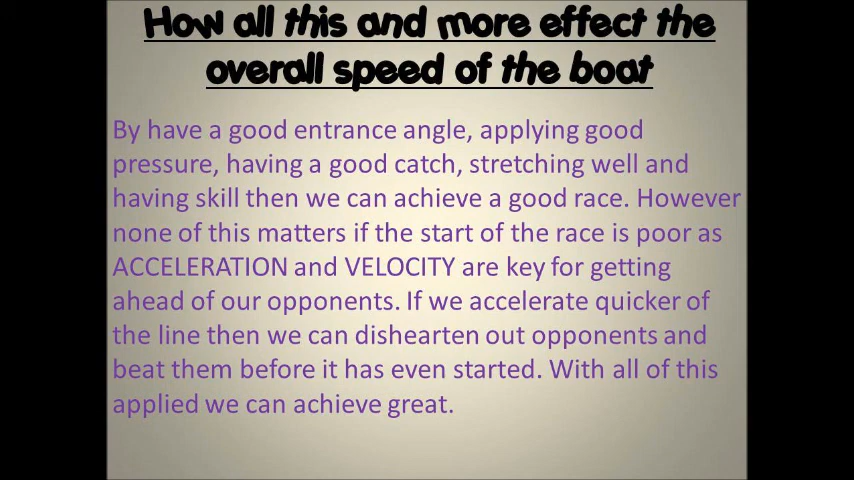 How all this and more effect the
overall speed of the boat
By have a good entrance angle, applying good
pressure, having a good catch, stretching well and
having skill then we can achieve a good race. However
none of this matters if the start of the race is poor as
ACCELERATION and VELOCITY are key for getting
ahead of our opponents. If we accelerate quicker of
the line then we can dishearten out opponents and
beat them before it has even started. With all of this
applied we can achieve great.